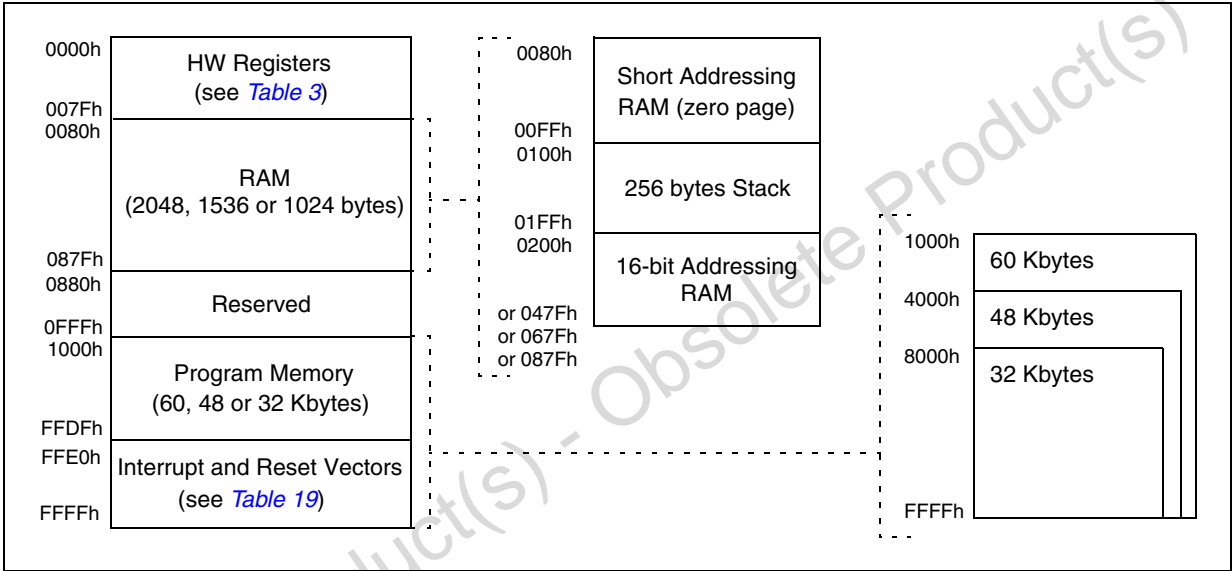 0000h
HW Registers
(see Table 3)
007Fh
0080h
RAM
(2048, 1536 or 1024 bytes)
087Fh
0880h
Reserved
0FFFh
1000h
Program Memory
(60, 48 or 32 Kbytes)
FFDFh
FFE0h
Interrupt and Reset Vectors
(see Table 19)
FFFFh
0080h
Short Addressing
RAM (zero page)
00FFh
0100h
256 bytes Stack
01FFh
0200h
16-bit Addressing
RAM
or 047Fh
or 067Fh
or 087Fh
1000h
60 Kbytes
4000h
48 Kbytes
8000h
32 Kbytes
FFFFh
duct(s) - Obsolete Product(s)